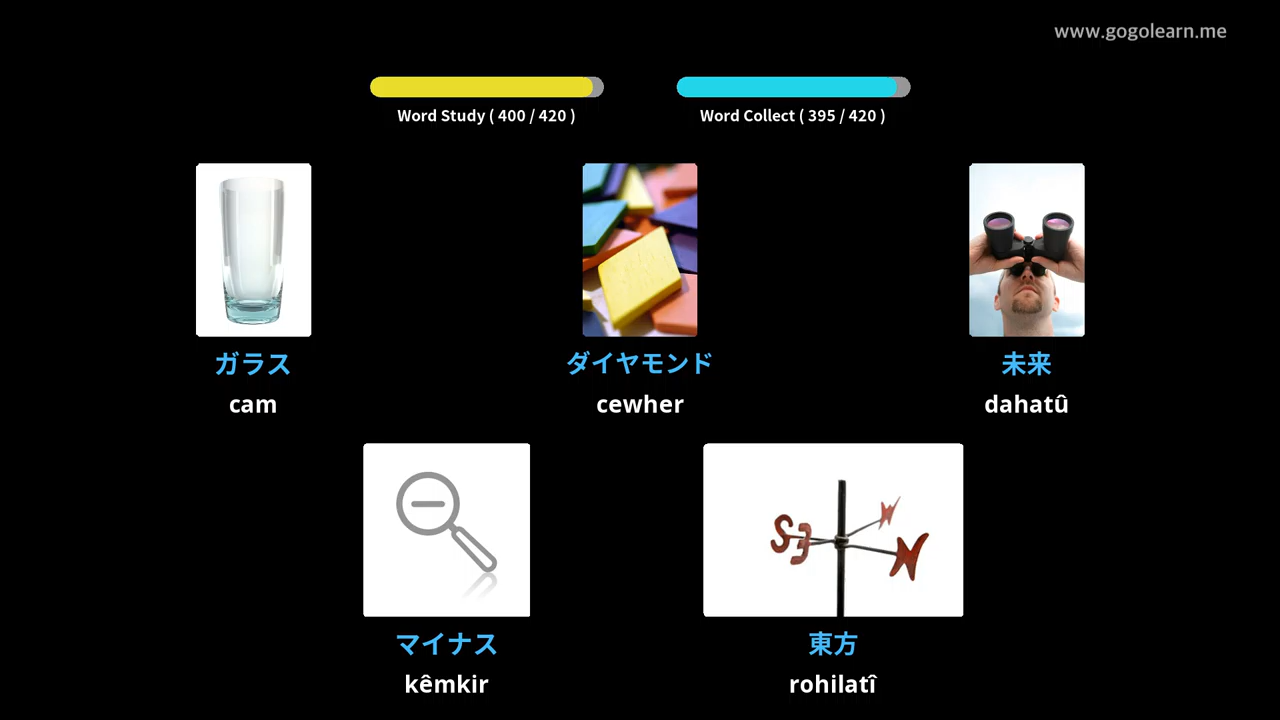 www.gogolearn.me
Word Study ( 400 / 420 )
Word Collect ( 395 / 420 )
ガラス
cam
ダイヤモンド
cewher
未来
dahatû
マイナス
kêmkir
S
E
N
W
東方
rohilatî